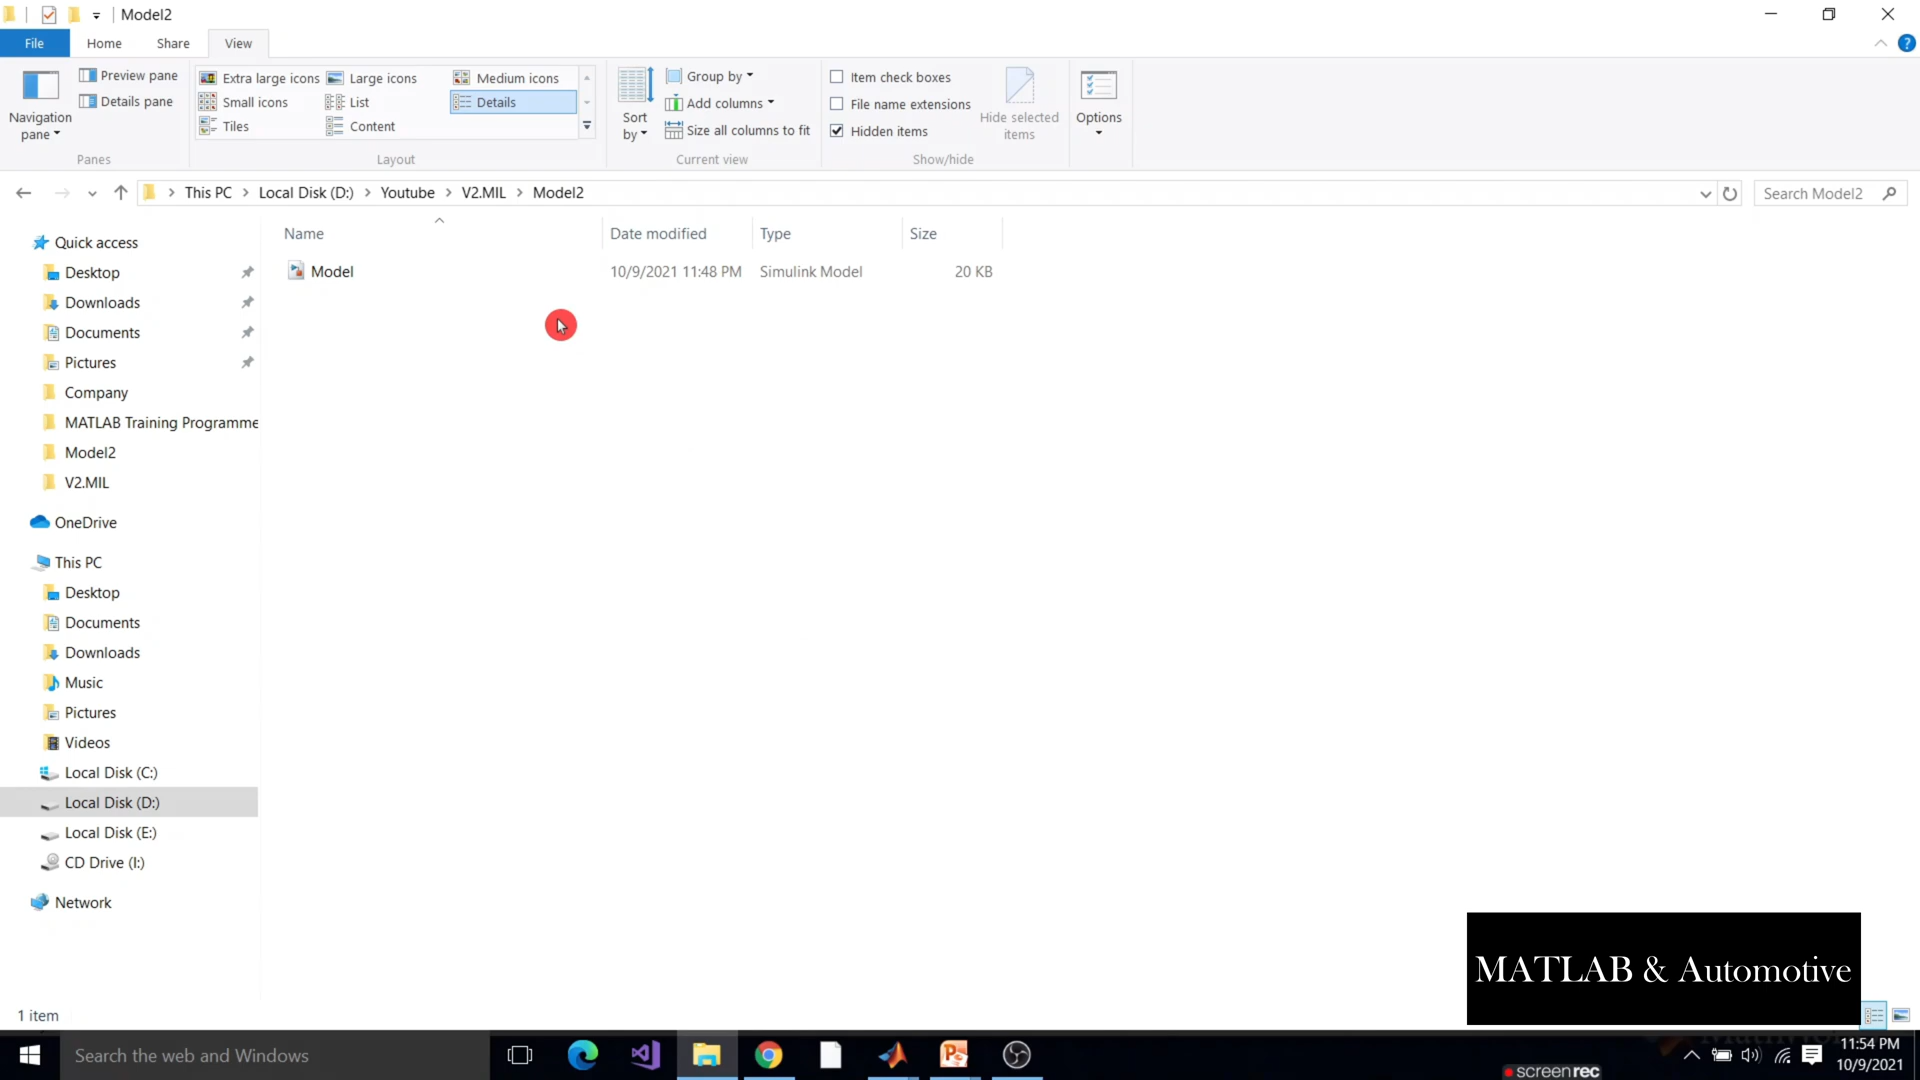 Model2
File Home Share View
Navigation pane
Preview pane
Details pane
Panes
Extra large icons Large icons Medium icons
Small icons List Details
Tiles Content
Layout
Sort by
Group by
Add columns
Size all columns to fit
Current view
Item check boxes
File name extensions
Hidden items
Hide selected items
Show/hide
Options
This PC > Local Disk (D:) > Youtube > V2.MIL > Model2
Search Model2
Name Date modified Type Size
Model 10/9/2021 11:48 PM Simulink Model 20 KB
Quick access
Desktop
Downloads
Documents
Pictures
Company
MATLAB Training Programme
Model2
V2.MIL
OneDrive
This PC
Desktop
Documents
Downloads
Music
Pictures
Videos
Local Disk (C:)
Local Disk (D:)
Local Disk (E:)
CD Drive (I:)
Network
MATLAB & Automotive
1 item
Search the web and Windows
11:54 PM
10/9/2021
screenrec